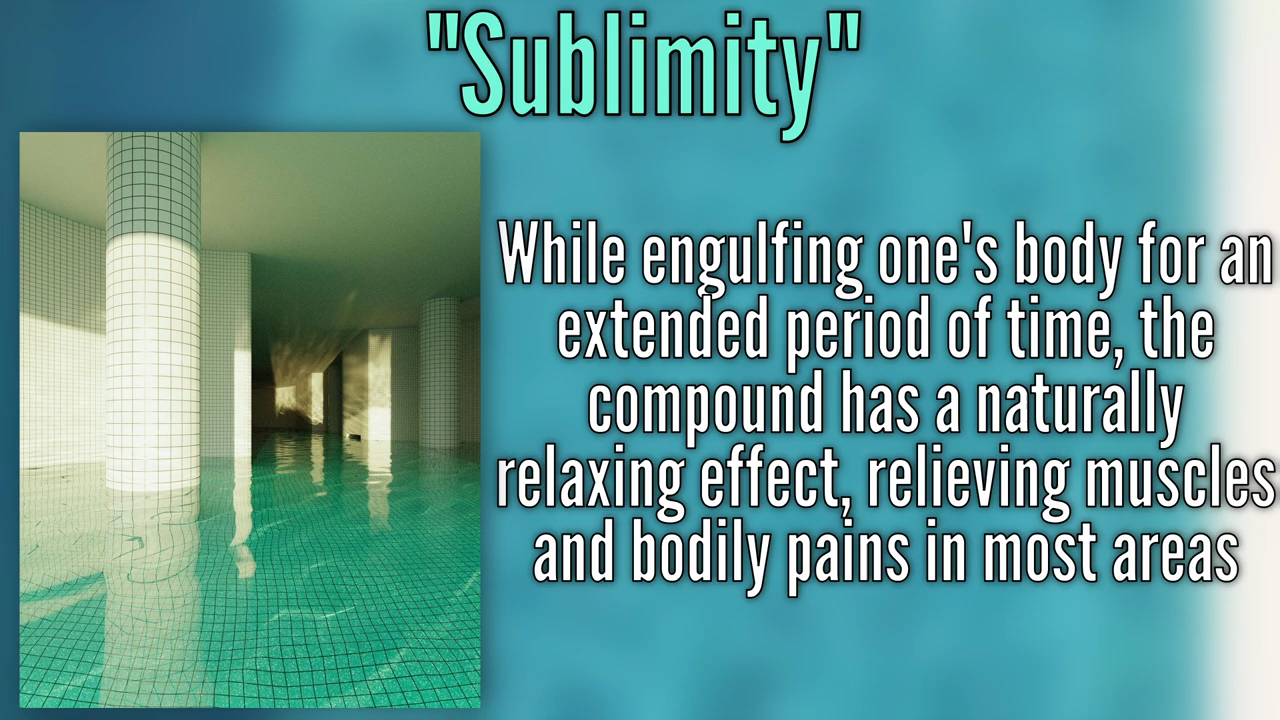 "Sublimity"
While engulfing one's body for an
extended period of time, the
compound has a naturally
relaxing effect, relieving muscles
and bodily pains in most areas